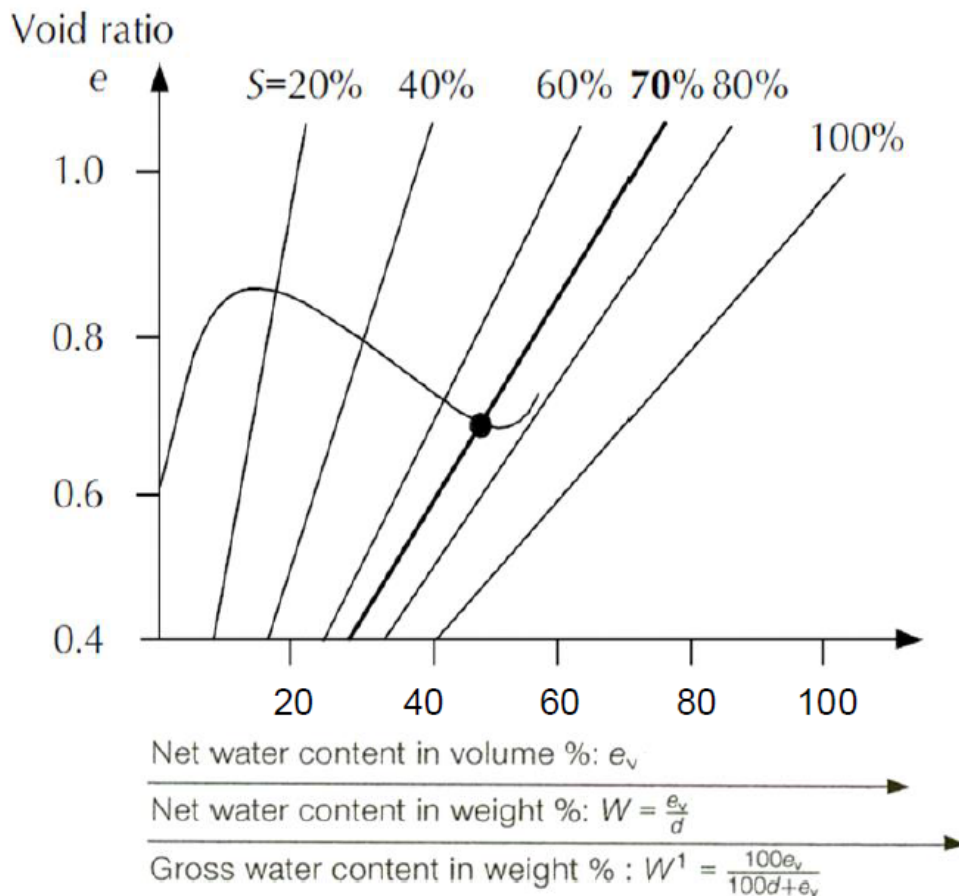 Void ratio
e S=20% 40% 60% 70% 80%
100%
1.0
0.8
0.6
0.4
20 40 60 80 100
Net water content in volume %: eᵥ
Net water content in weight %: W = eᵥ/d
Gross water content in weight % : W¹ = 100eᵥ/100d+eᵥ